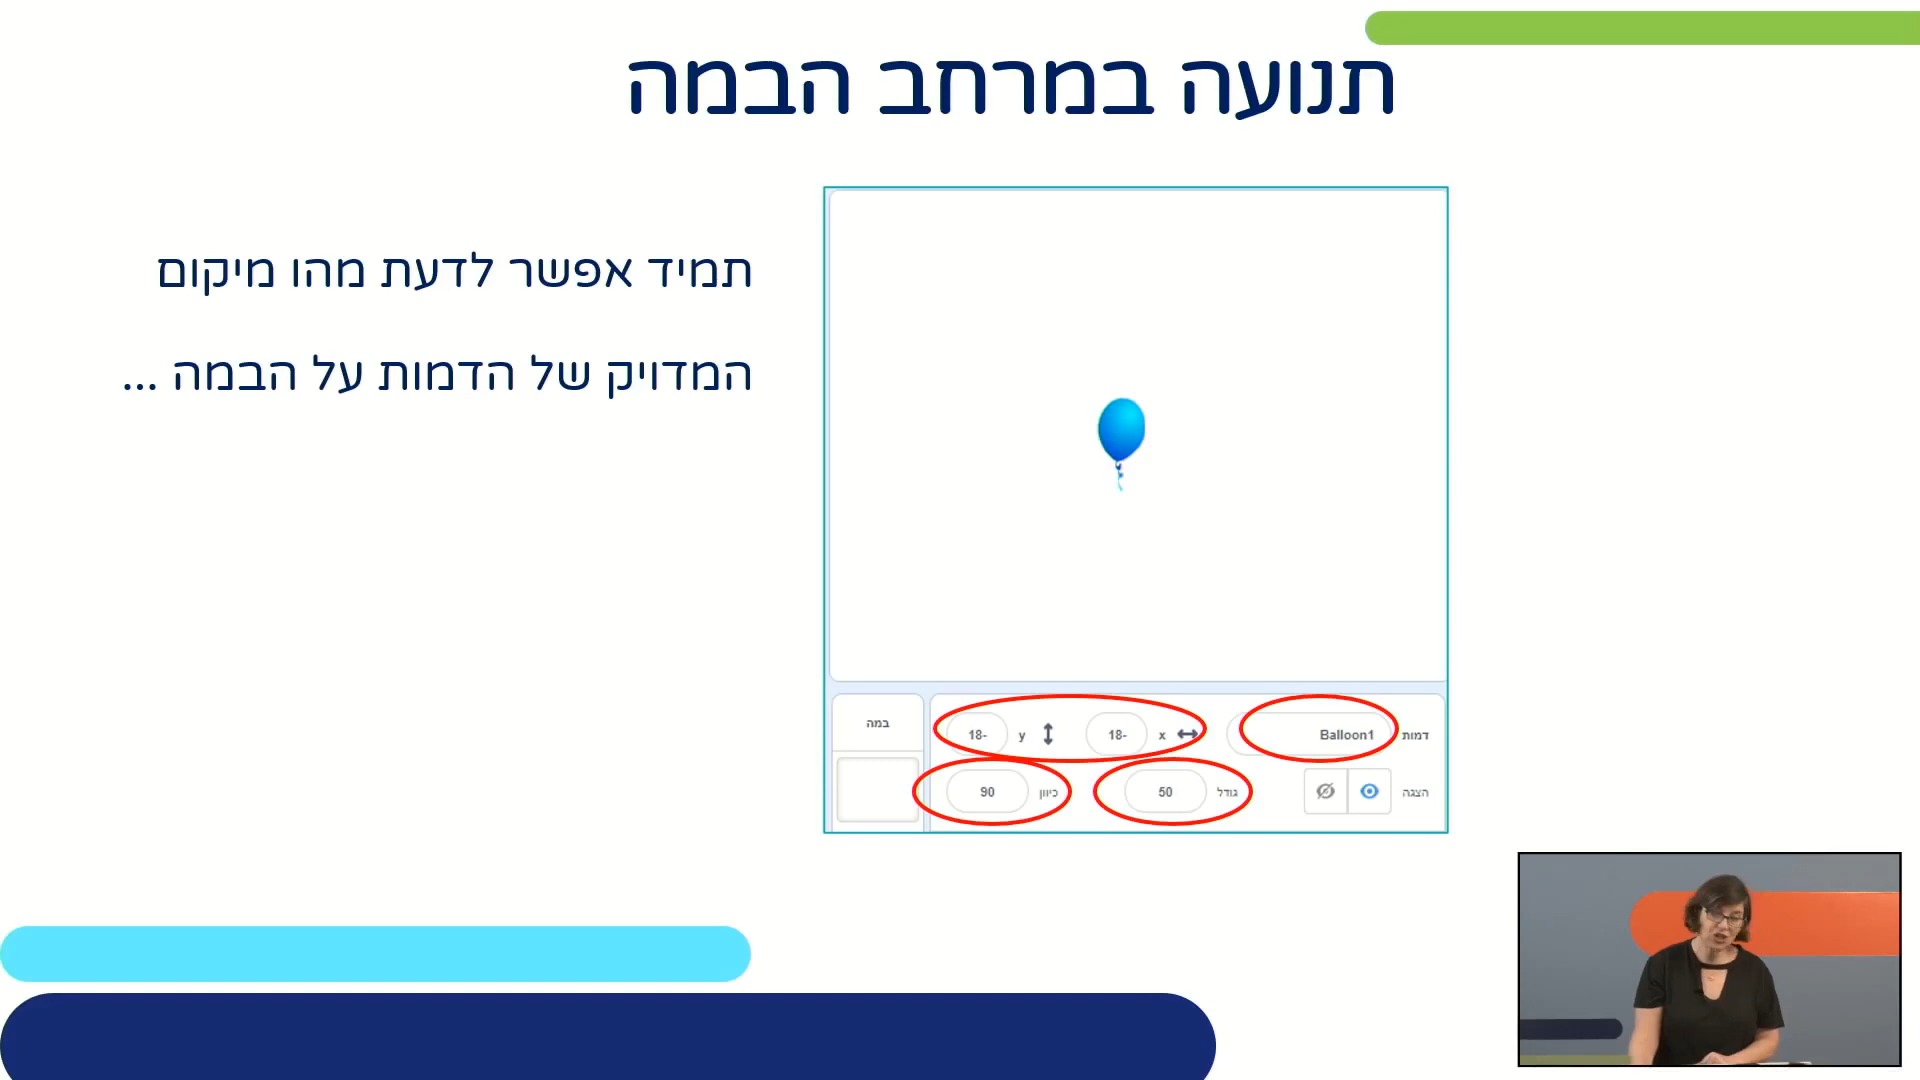 תנועה במרחב הבמה
תמיד אפשר לדעת מהו מיקום
המדויק של הדמות על הבמה ...
דמות Balloon1 x 18- y 18-
הצגה גודל 50 כיוון 90
במה